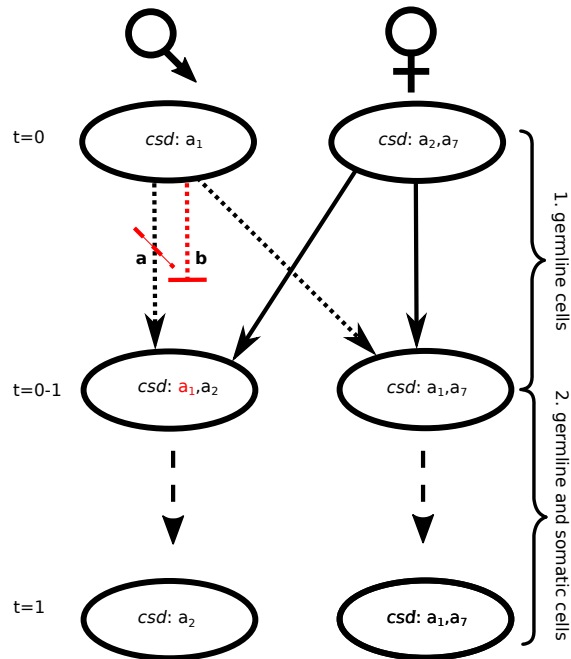 t=0
csd: a1
csd: a2,a7
a
b
1. germline cells
t=0-1
csd: a1,a2
csd: a1,a7
2. germline and somatic cells
t=1
csd: a2
csd: a1,a7